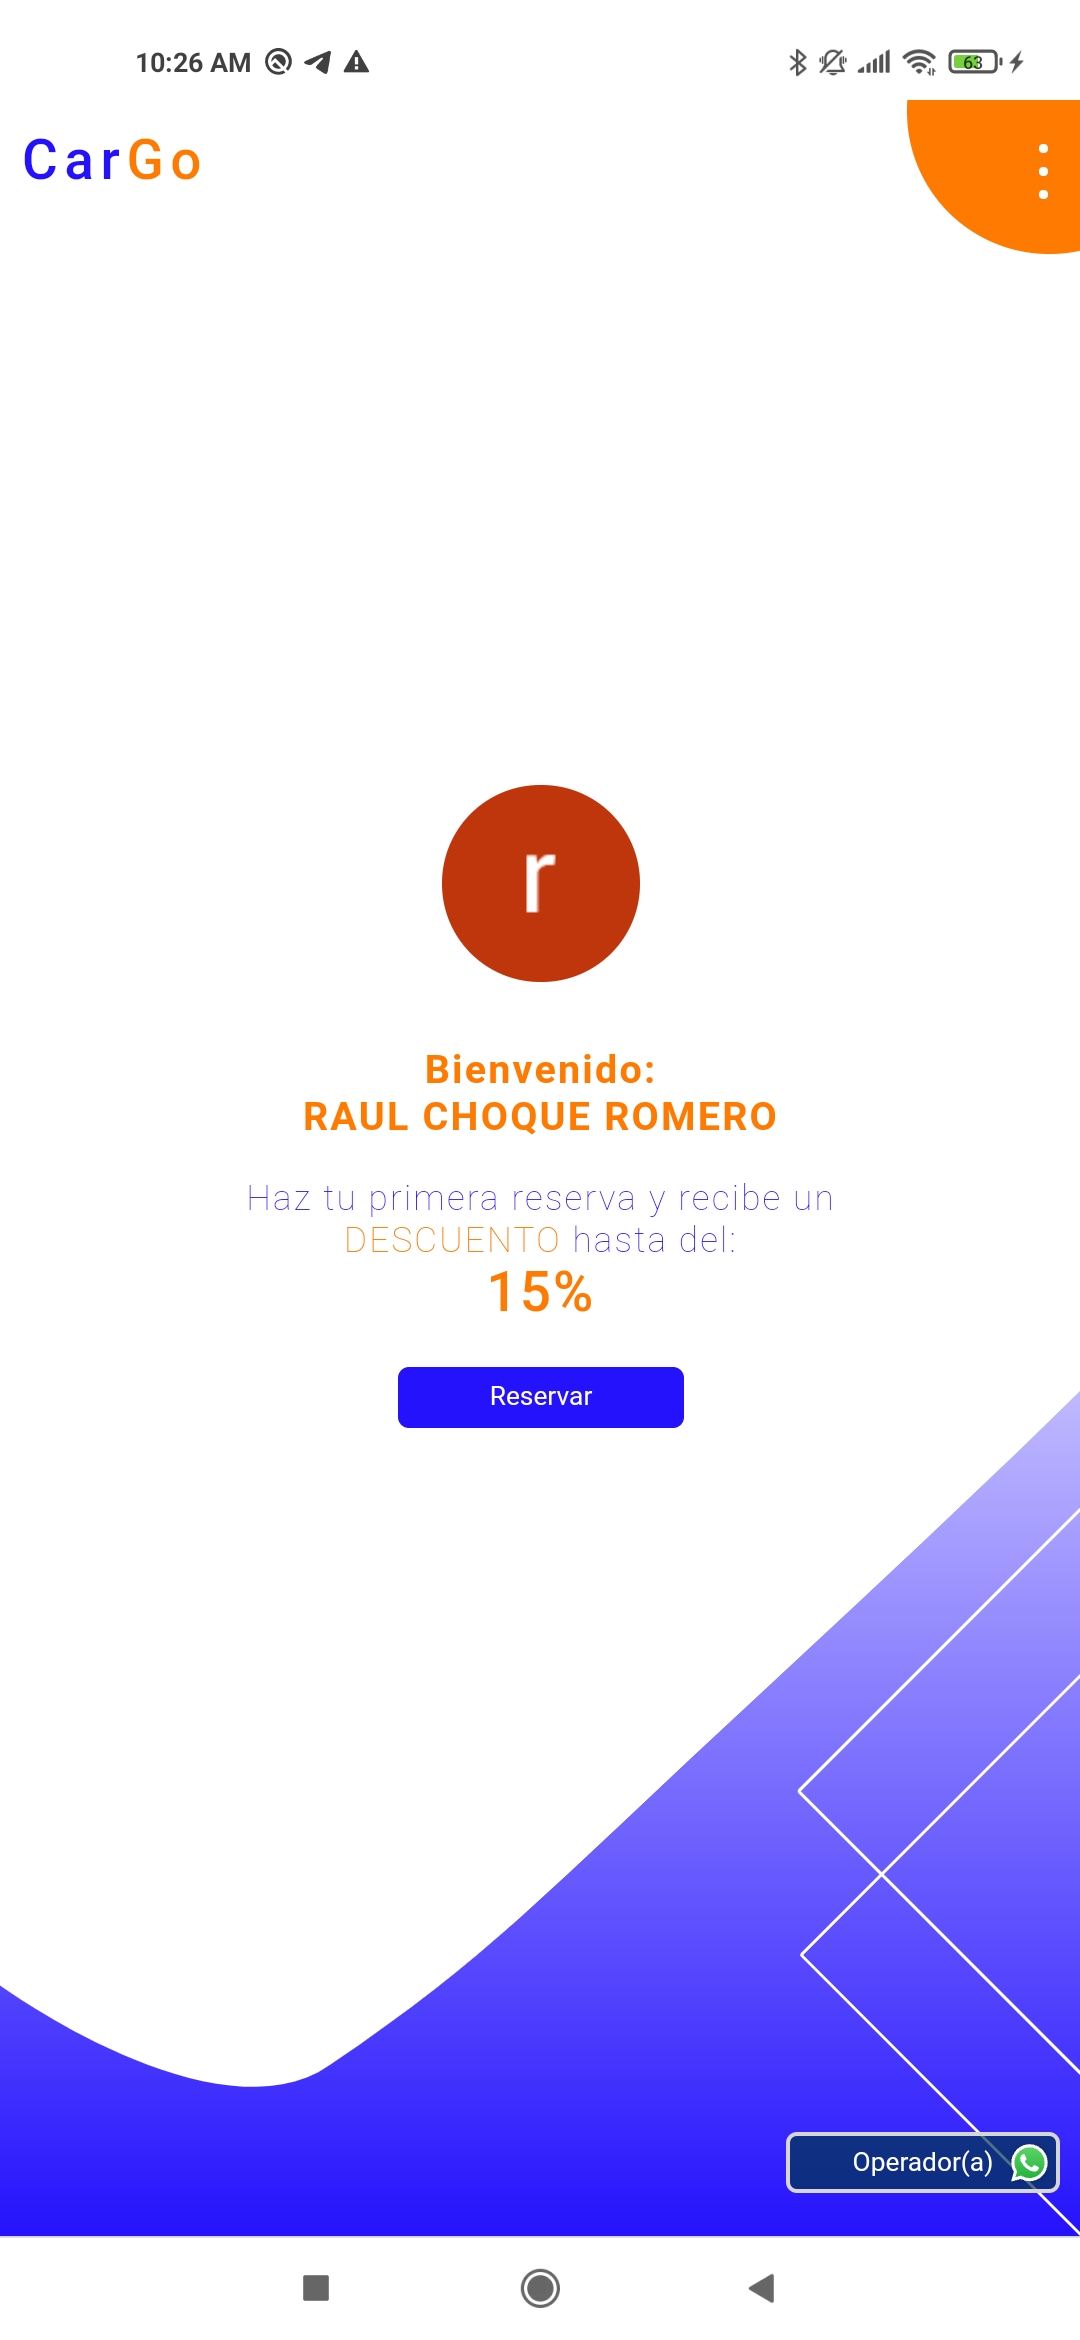 10:26 AM
63
CarGo
r
Bienvenido:
RAUL CHOQUE ROMERO
Haz tu primera reserva y recibe un
DESCUENTO hasta del:
15%
Reservar
Operador(a)